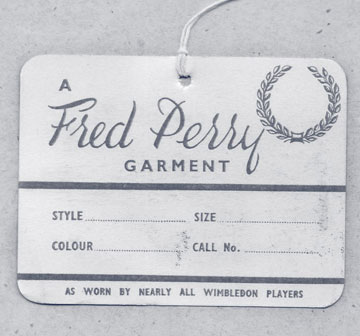 A
Fred Perry
GARMENT
STYLE.................... SIZE....................
COLOUR.................... CALL No. ....................
AS WORN BY NEARLY ALL WIMBLEDON PLAYERS